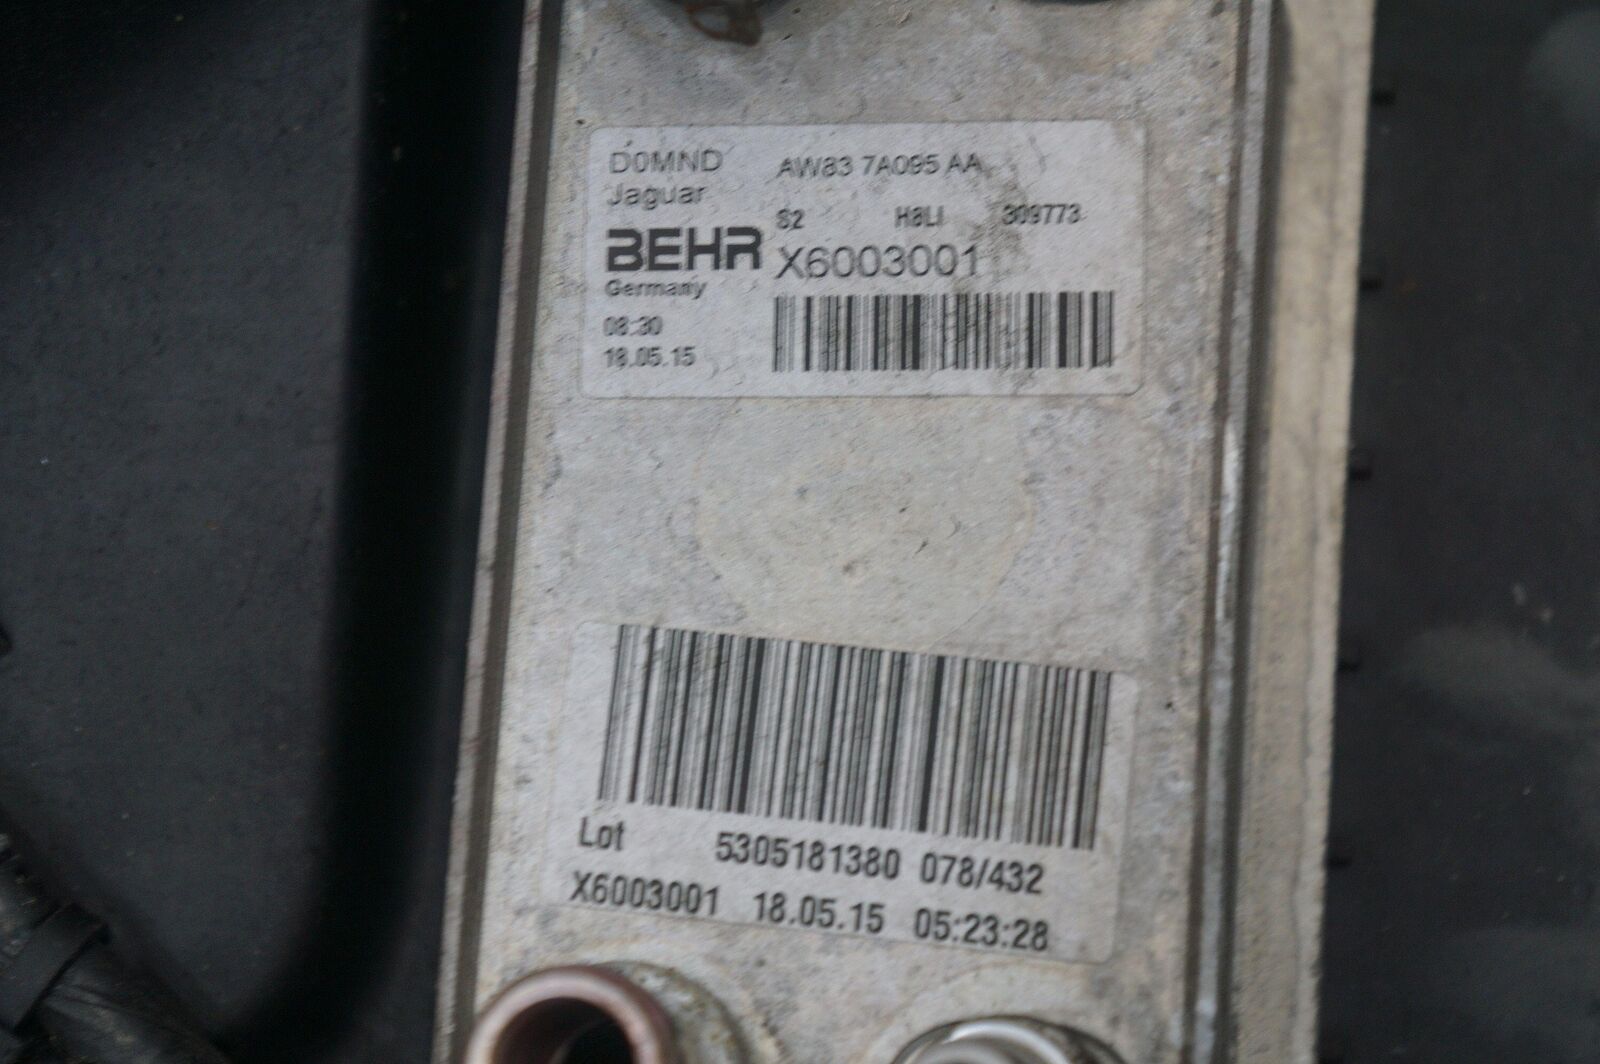 D0MND AW83 7A095 AA
Jaguar
S2 H8LI 309773
BEHR X6003001
Germany
08:30
18.05.15
Lot 5305181380 078/432
X6003001 18.05.15 05:23:28